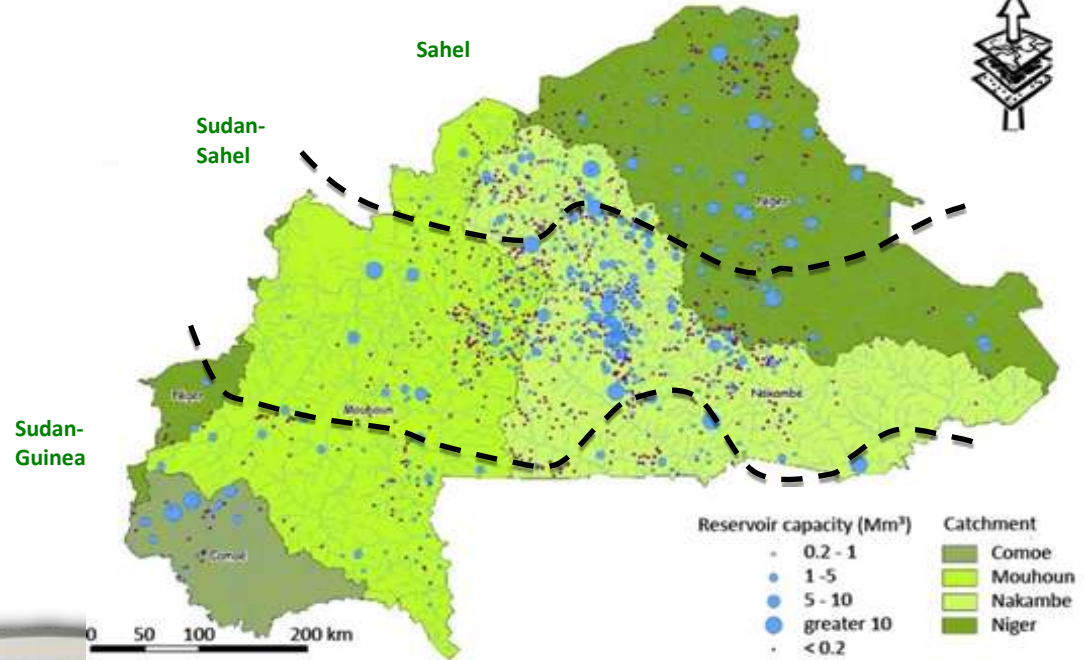 Sahel
Sudan-
Sahel
Niger
Niger
Nakambe
Mouhoun
Sudan-
Guinea
Comoe
Reservoir capacity (Mm³)
0.2 - 1
1 -5
5 - 10
greater 10
< 0.2
Catchment
Comoe
Mouhoun
Nakambe
Niger
0 50 100 200 km